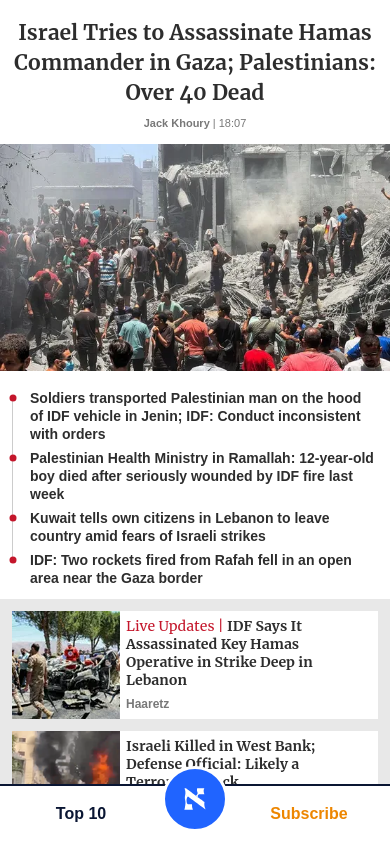 Israel Tries to Assassinate Hamas
Commander in Gaza; Palestinians:
Over 40 Dead
Jack Khoury | 18:07
Soldiers transported Palestinian man on the hood
of IDF vehicle in Jenin; IDF: Conduct inconsistent
with orders
Palestinian Health Ministry in Ramallah: 12-year-old
boy died after seriously wounded by IDF fire last
week
Kuwait tells own citizens in Lebanon to leave
country amid fears of Israeli strikes
IDF: Two rockets fired from Rafah fell in an open
area near the Gaza border
Live Updates | IDF Says It
Assassinated Key Hamas
Operative in Strike Deep in
Lebanon
Haaretz
Israeli Killed in West Bank;
Defense Official: Likely a
Top 10
Subscribe